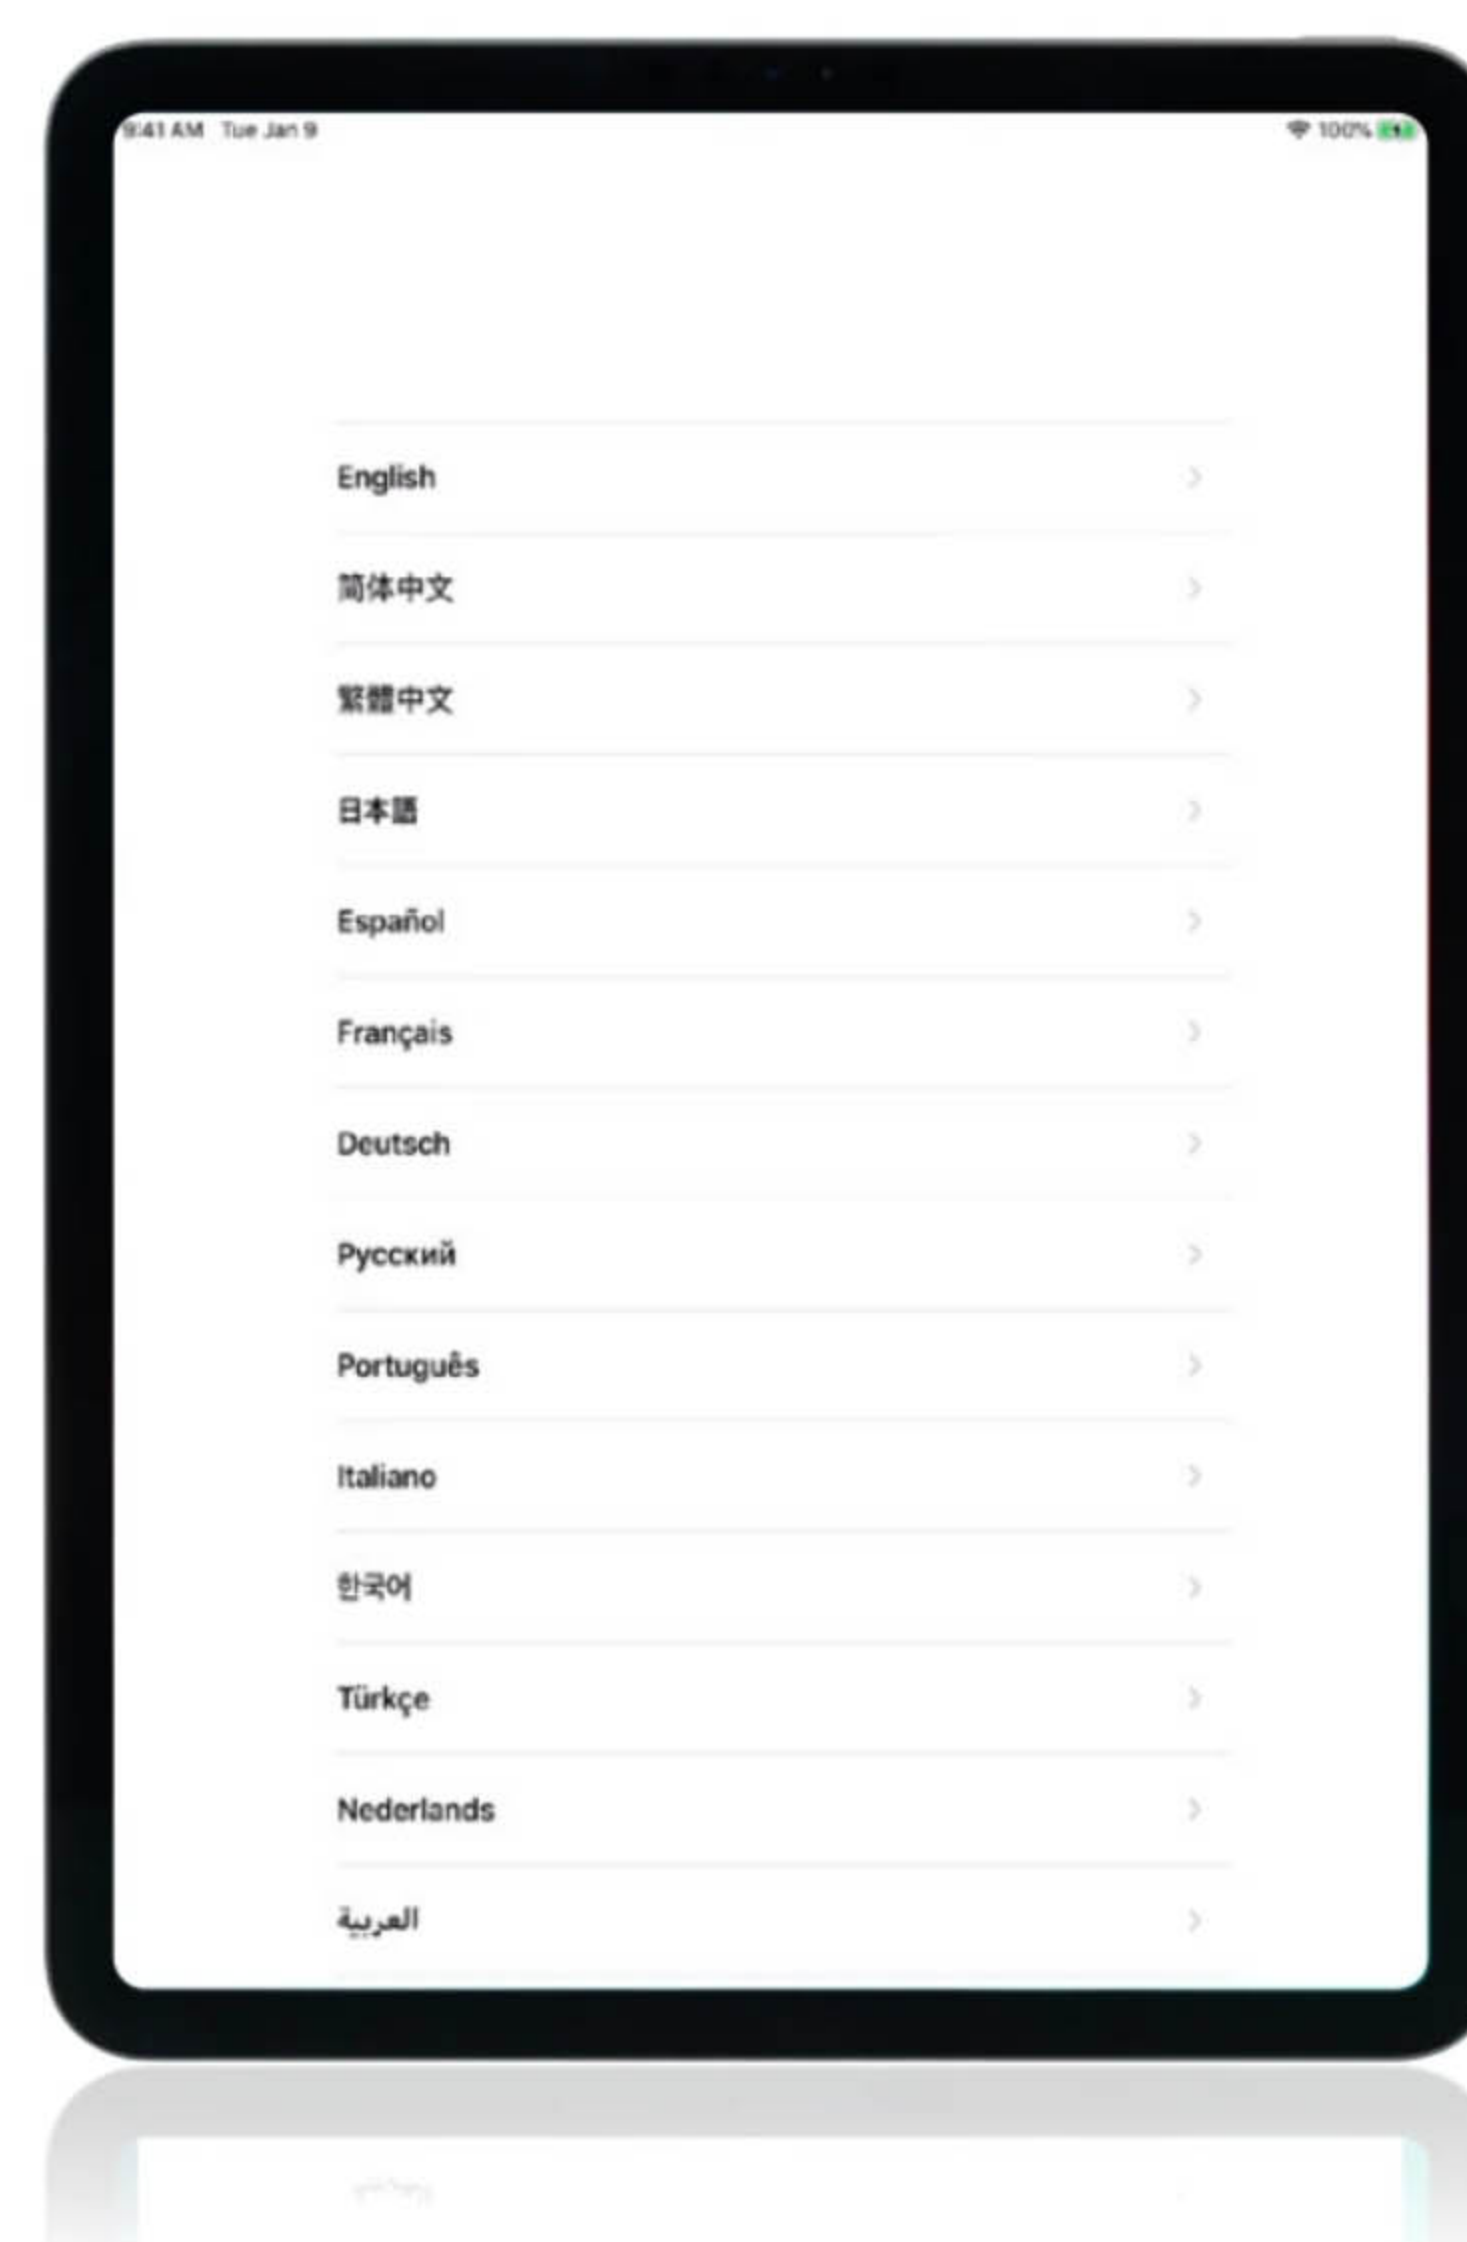 9:41 AM Tue Jan 9
100%
English
简体中文
繁體中文
日本語
Español
Français
Deutsch
Русский
Português
Italiano
한국어
Türkçe
Nederlands
العربية